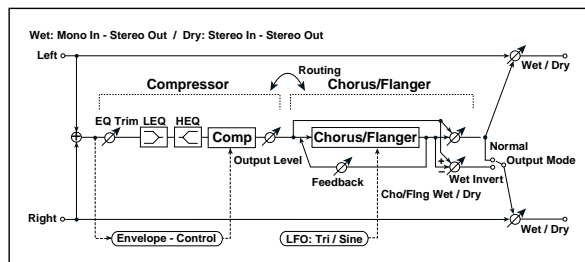 Wet: Mono In - Stereo Out / Dry: Stereo In - Stereo Out
Left
Wet / Dry
Routing
Compressor
Chorus/Flanger
EQ Trim
LEQ
HEQ
Comp
Output Level
Chorus/Flanger
Feedback
Cho/Flng Wet / Dry
+
−
Wet Invert
Normal
Output Mode
Right
Wet / Dry
Envelope - Control
LFO: Tri / Sine